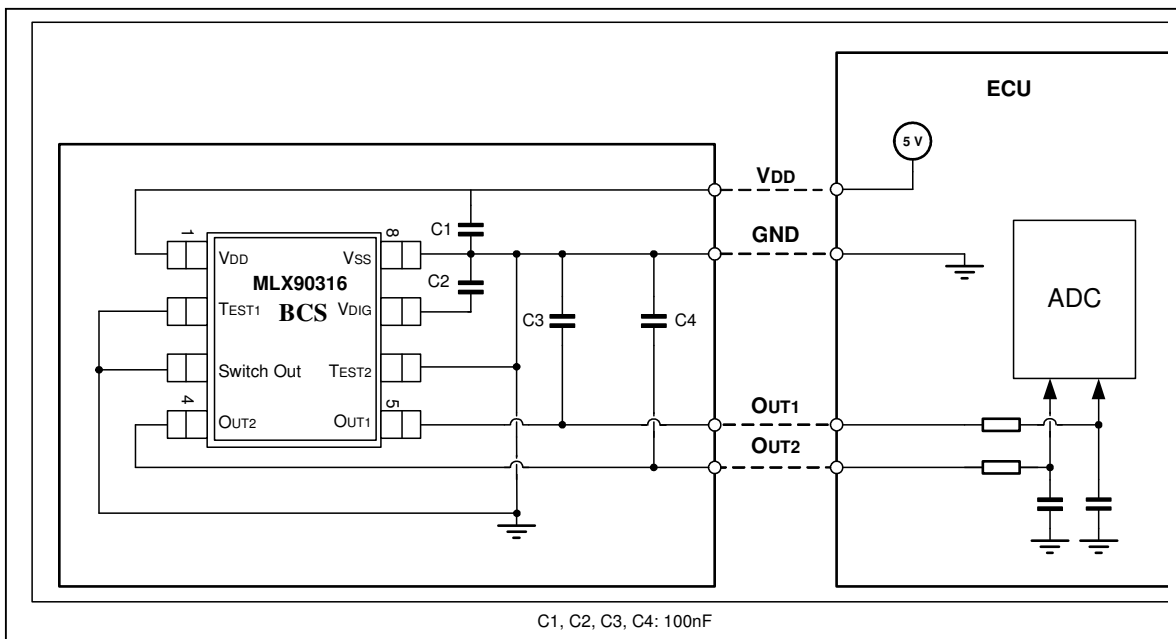 ECU
5 V
VDD
GND
ADC
OUT1
OUT2
C1
C2
C3
C4
1
8
VDD
VSS
MLX90316
BCS
TEST1
VDIG
Switch Out
TEST2
4
5
OUT2
OUT1
C1, C2, C3, C4: 100nF